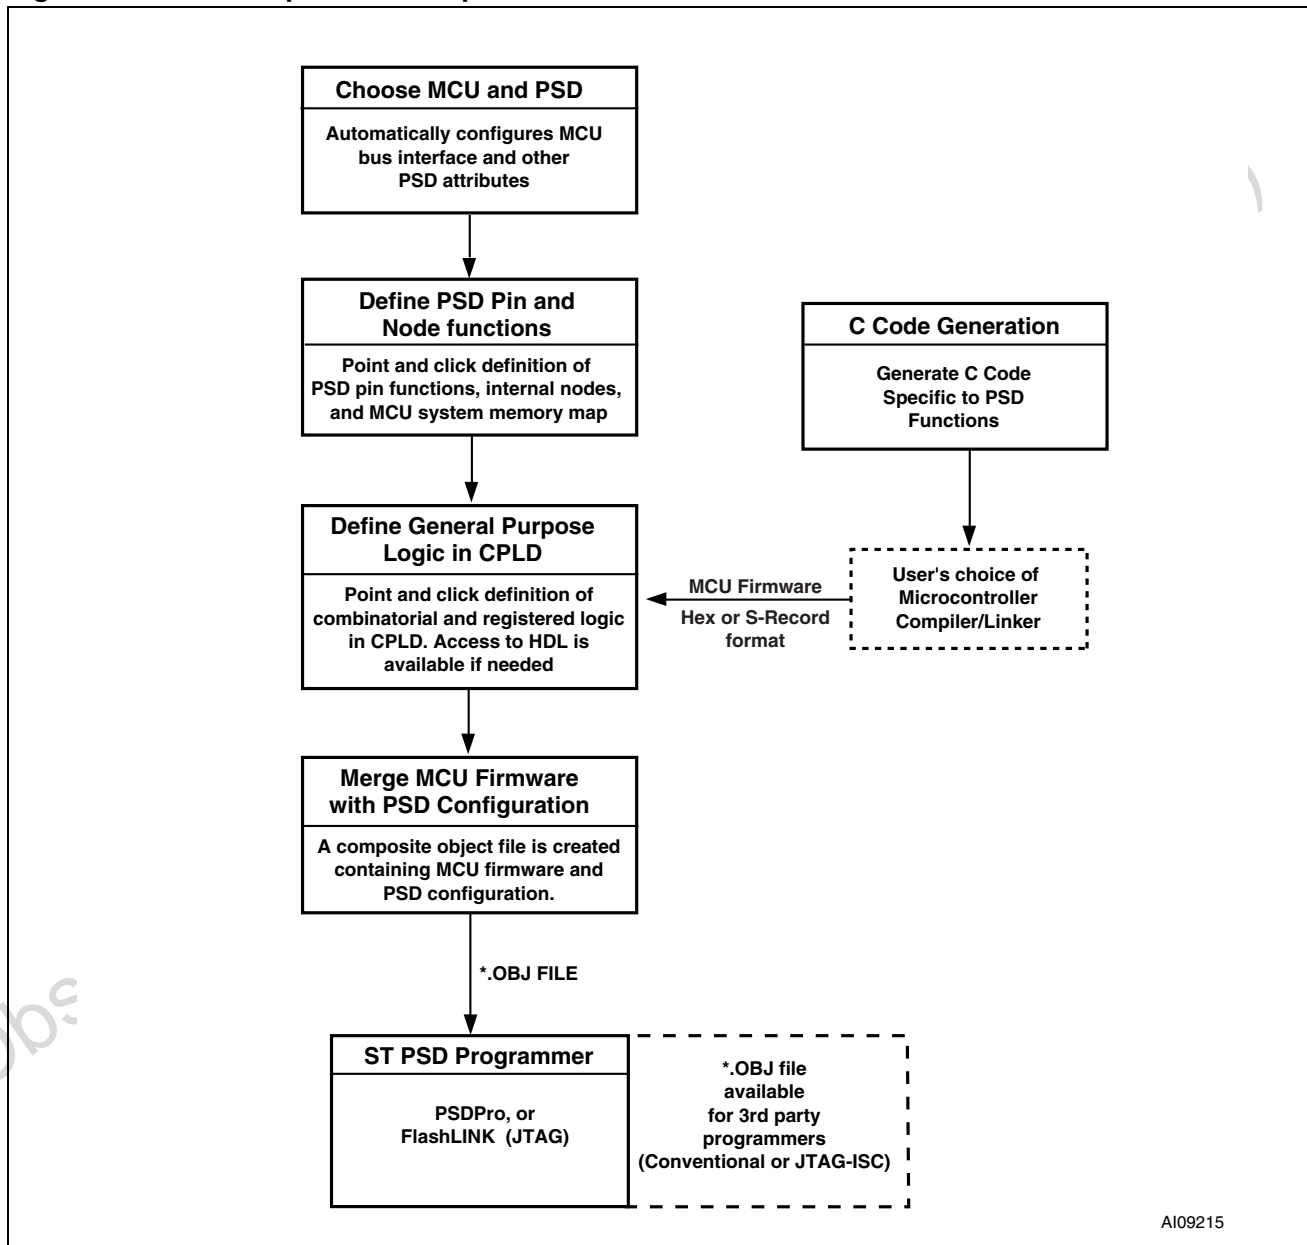 Choose MCU and PSD
Automatically configures MCU
bus interface and other
PSD attributes
Define PSD Pin and
Node functions
Point and click definition of
PSD pin functions, internal nodes,
and MCU system memory map
C Code Generation
Generate C Code
Specific to PSD
Functions
Define General Purpose
Logic in CPLD
Point and click definition of
combinatorial and registered logic
in CPLD. Access to HDL is
available if needed
MCU Firmware
Hex or S-Record
format
User's choice of
Microcontroller
Compiler/Linker
Merge MCU Firmware
with PSD Configuration
A composite object file is created
containing MCU firmware and
PSD configuration.
*.OBJ FILE
ST PSD Programmer
PSDPro, or
FlashLINK (JTAG)
*.OBJ file
available
for 3rd party
programmers
(Conventional or JTAG-ISC)
AI09215